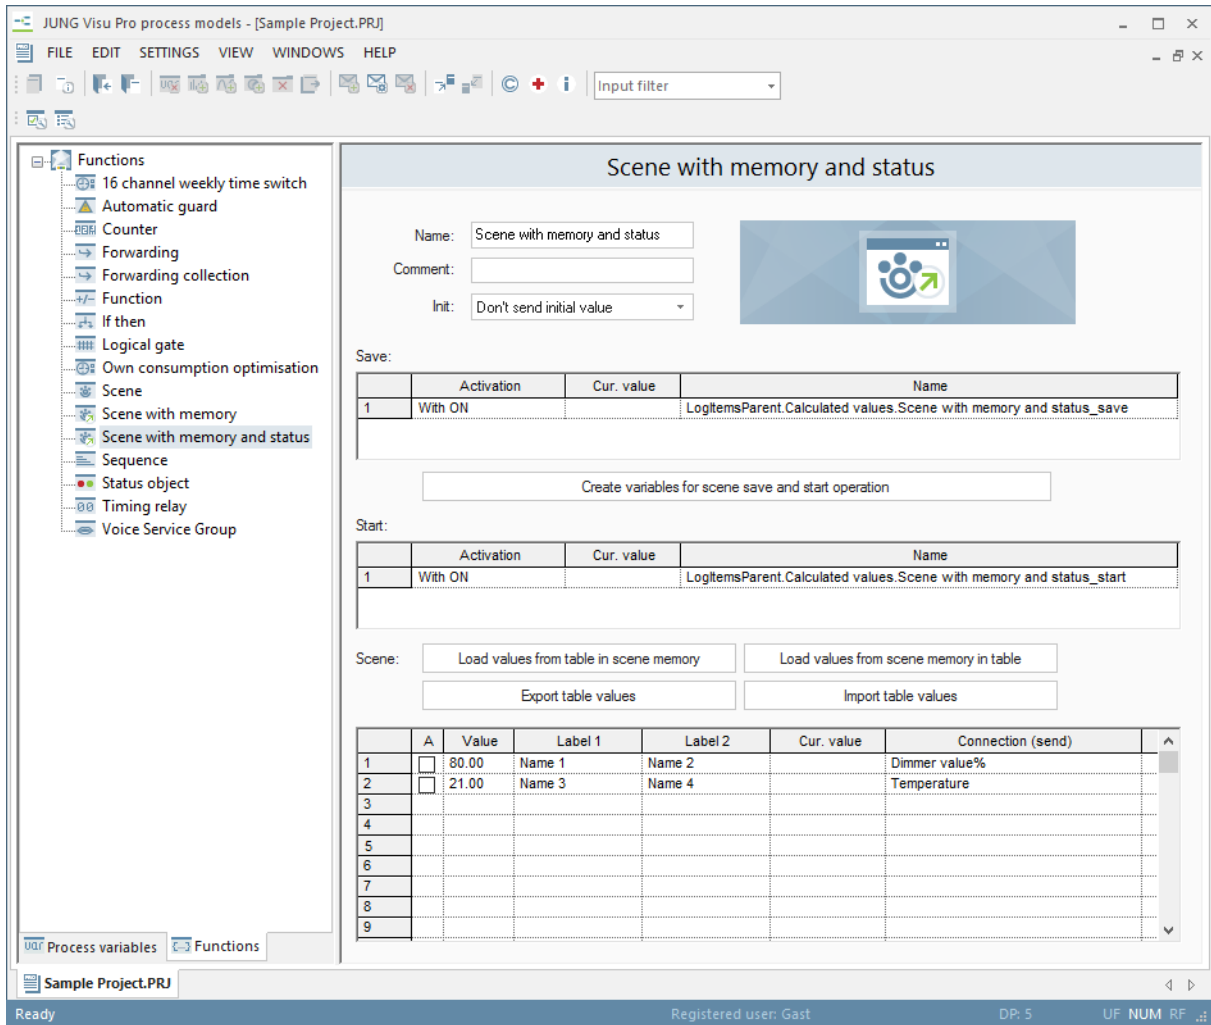 JUNG Visu Pro process models - [Sample Project.PRJ]
FILE EDIT SETTINGS VIEW WINDOWS HELP
Input filter
Functions
16 channel weekly time switch
Automatic guard
Counter
Forwarding
Forwarding collection
Function
If then
Logical gate
Own consumption optimisation
Scene
Scene with memory
Scene with memory and status
Sequence
Status object
Timing relay
Voice Service Group
Process variables Functions
Scene with memory and status
Name: Scene with memory and status
Comment:
Init: Don't send initial value
Save:
Activation Cur. value Name
1 With ON LogItemsParent.Calculated values.Scene with memory and status_save
Create variables for scene save and start operation
Start:
Activation Cur. value Name
1 With ON LogItemsParent.Calculated values.Scene with memory and status_start
Scene: Load values from table in scene memory Load values from scene memory in table
Export table values Import table values
A Value Label 1 Label 2 Cur. value Connection (send)
1 80.00 Name 1 Name 2 Dimmer value%
2 21.00 Name 3 Name 4 Temperature
3
4
5
6
7
8
9
Sample Project.PRJ
Ready Registered user: Gast DP: 5 UF NUM RF